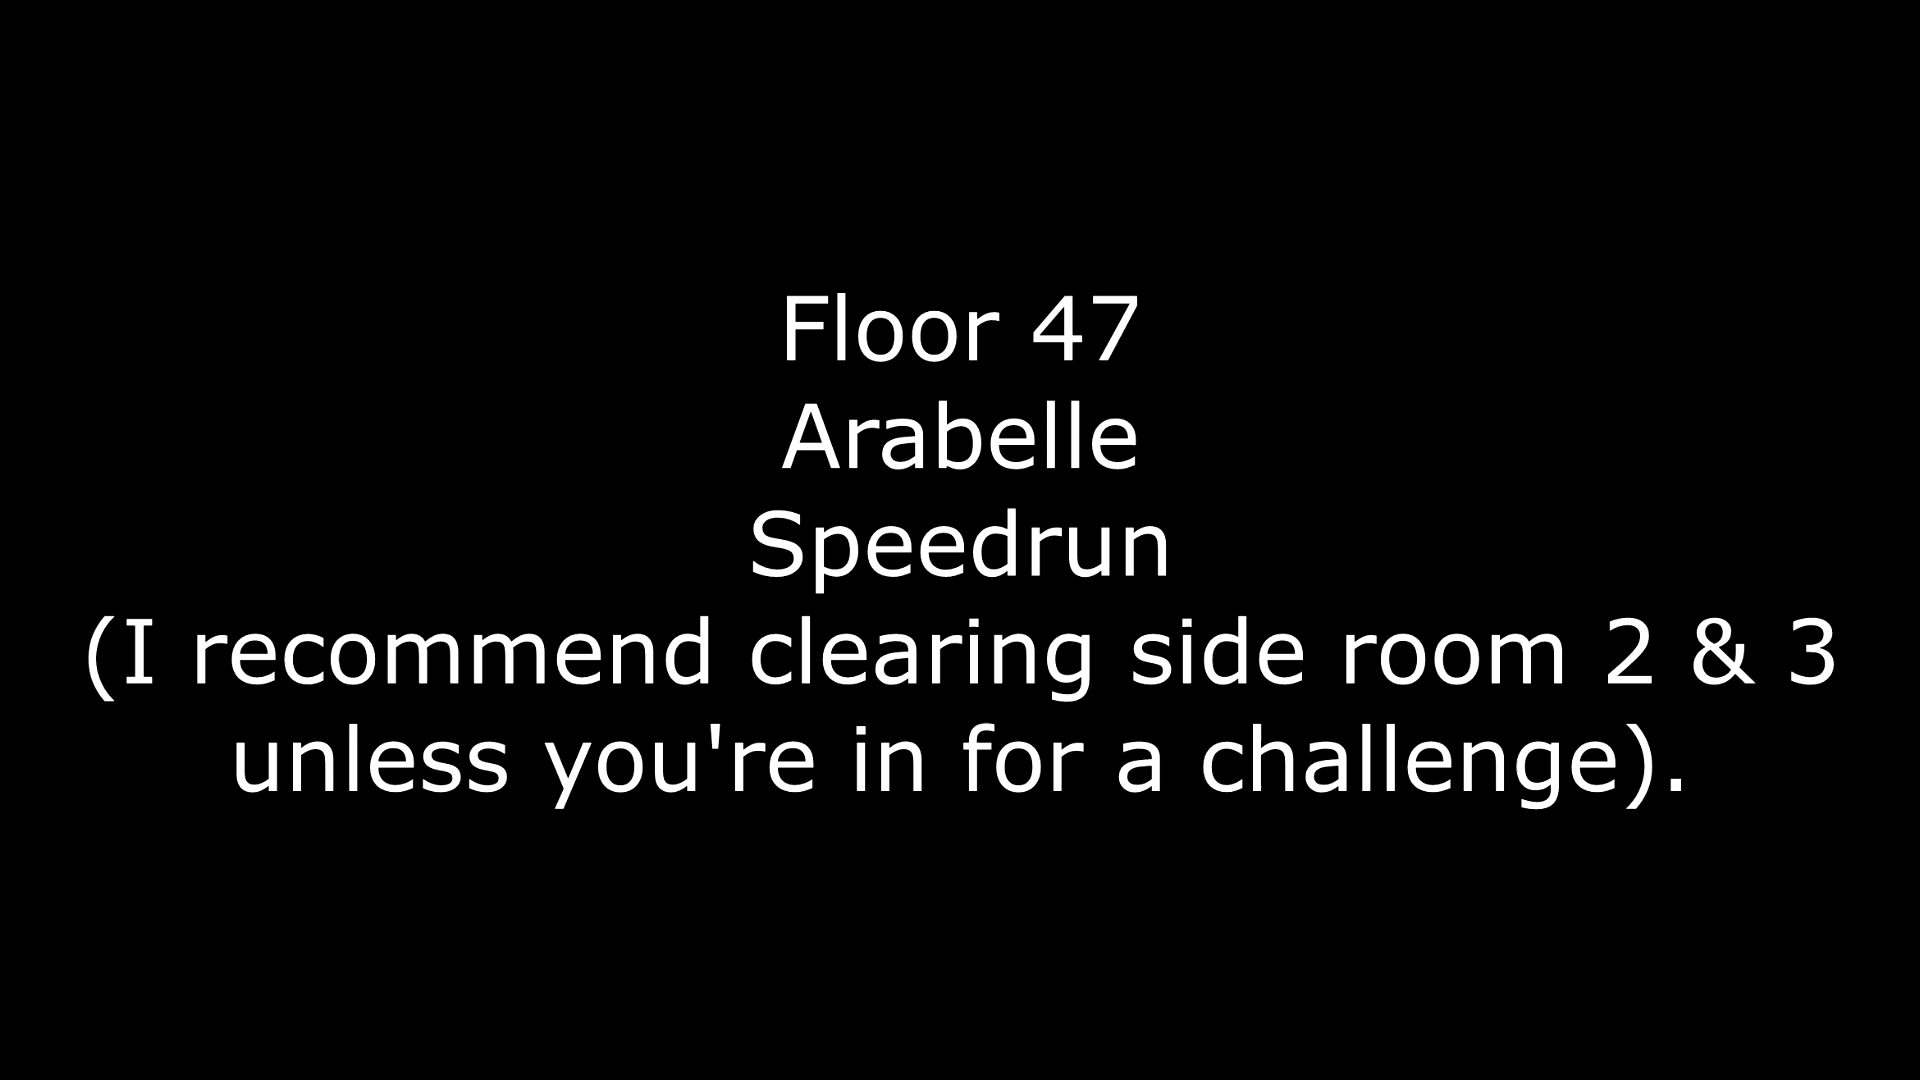 Floor 47
Arabelle
Speedrun
(I recommend clearing side room 2 & 3
unless you're in for a challenge).